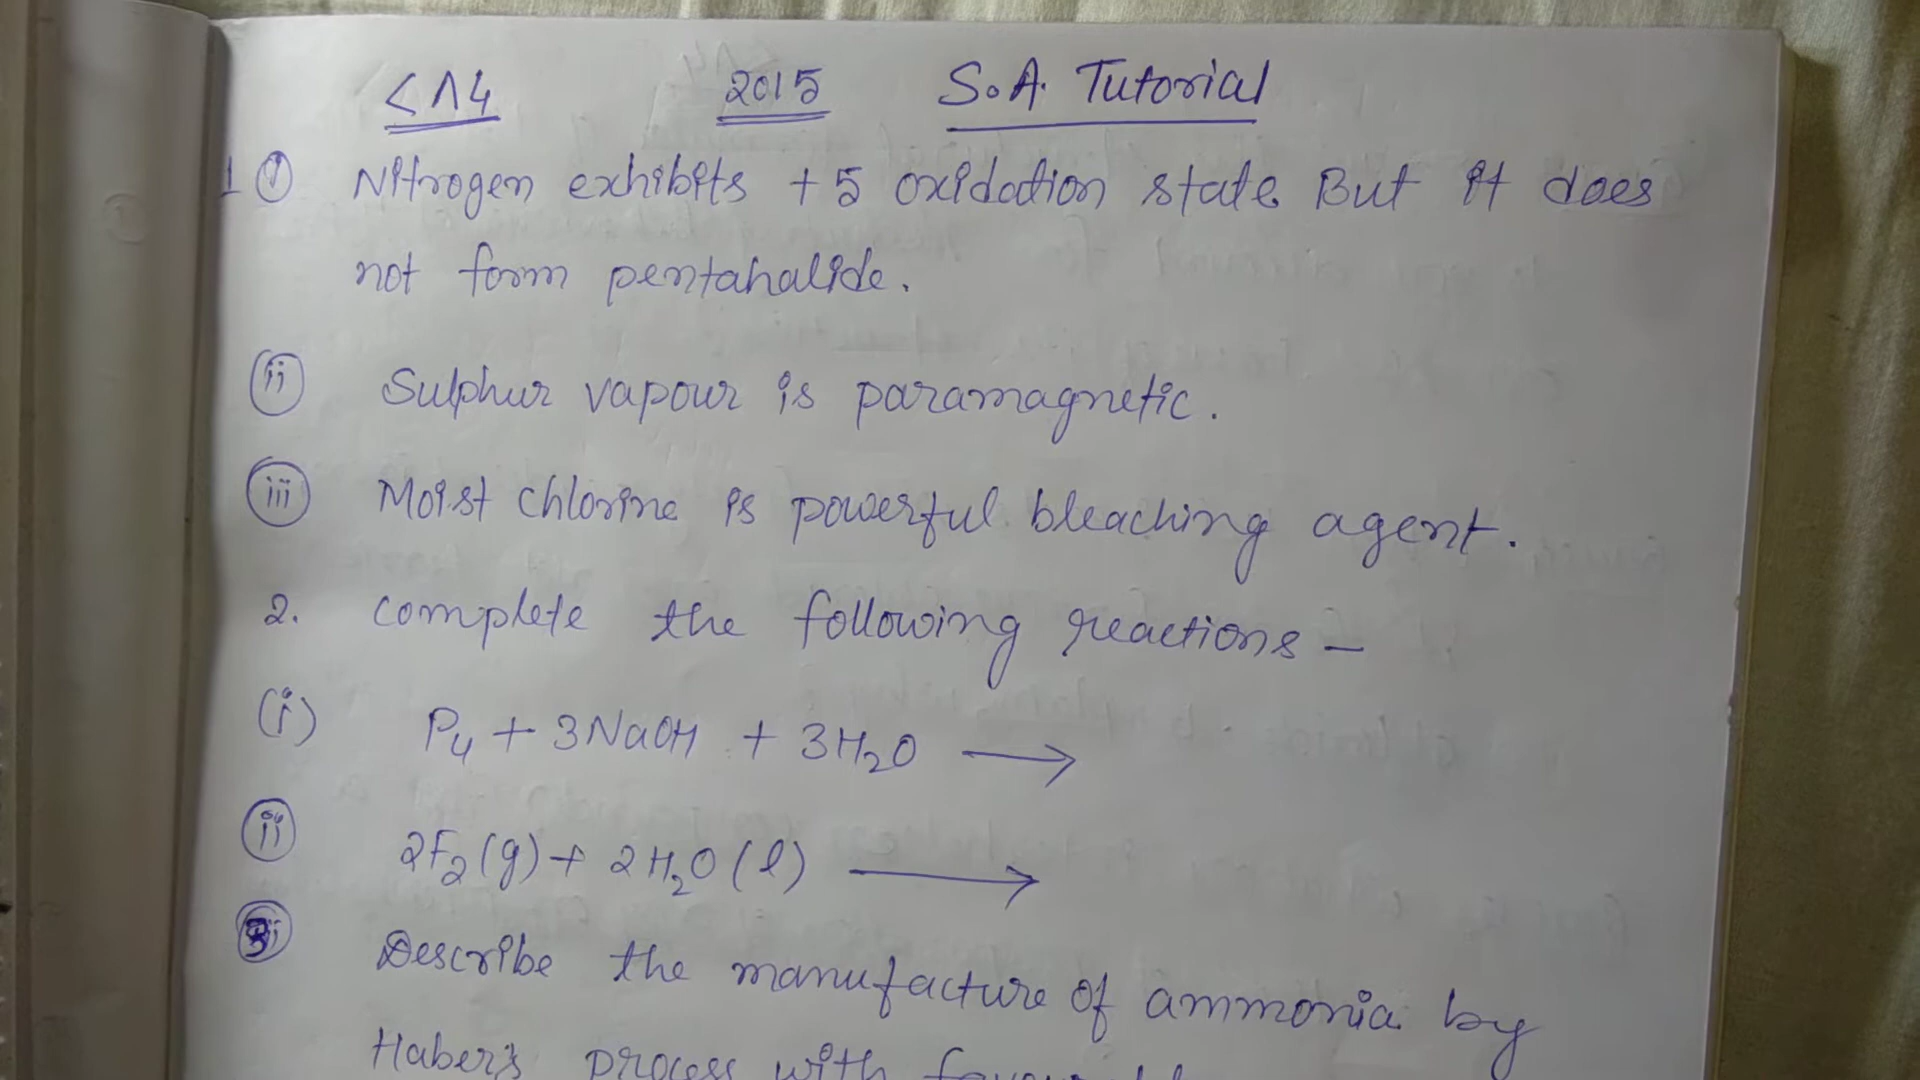 <A4 2015 S.A. Tutorial
1 (i) Nitrogen exhibits +5 oxidation state But it does
not form pentahalide.
(ii) Sulphur vapour is paramagnetic.
(iii) Moist chlorine is powerful bleaching agent.
2. complete the following reactions –
(i) P₄ + 3NaOH + 3H₂O →
(ii) 2F₂(g) + 2H₂O(l) →
3 Describe the manufacture of ammonia by
Haber's process with